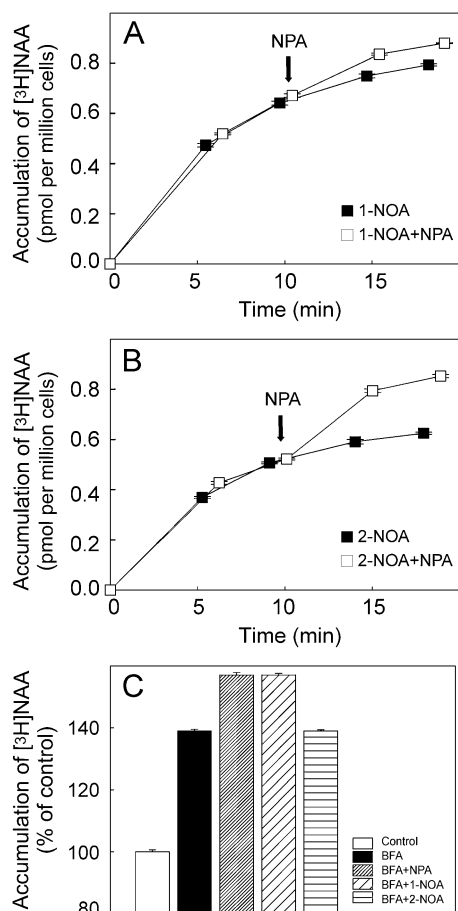 A
NPA
Accumulation of [³H]NAA
(pmol per million cells)
0.8
0.6
0.4
0.2
0.0
1-NOA
1-NOA+NPA
0 5 10 15
Time (min)
B
NPA
Accumulation of [³H]NAA
(pmol per million cells)
0.8
0.6
0.4
0.2
0.0
2-NOA
2-NOA+NPA
0 5 10 15
Time (min)
C
Accumulation of [³H]NAA
(% of control)
140
120
100
80
Control
BFA
BFA+NPA
BFA+1-NOA
BFA+2-NOA